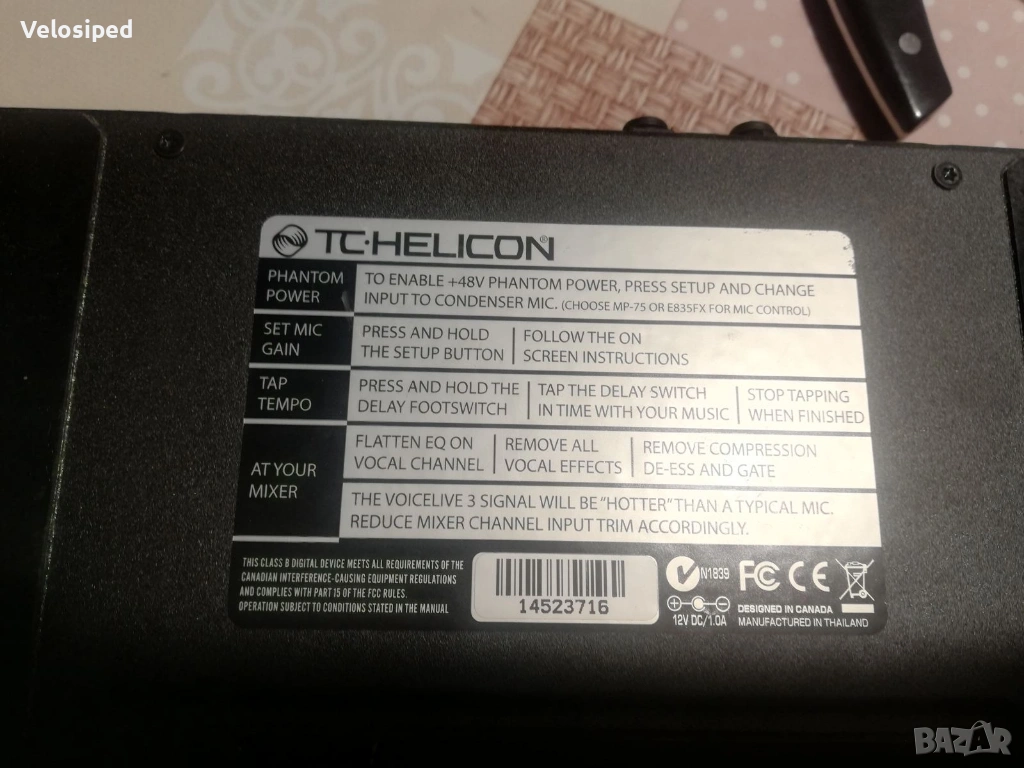 Velosiped
TC·HELICON®
PHANTOM POWER
TO ENABLE +48V PHANTOM POWER, PRESS SETUP AND CHANGE
INPUT TO CONDENSER MIC. (CHOOSE MP-75 OR E835FX FOR MIC CONTROL)
SET MIC GAIN
PRESS AND HOLD
THE SETUP BUTTON
FOLLOW THE ON
SCREEN INSTRUCTIONS
TAP TEMPO
PRESS AND HOLD THE
DELAY FOOTSWITCH
TAP THE DELAY SWITCH
IN TIME WITH YOUR MUSIC
STOP TAPPING
WHEN FINISHED
AT YOUR MIXER
FLATTEN EQ ON
VOCAL CHANNEL
REMOVE ALL
VOCAL EFFECTS
REMOVE COMPRESSION
DE-ESS AND GATE
THE VOICELIVE 3 SIGNAL WILL BE "HOTTER" THAN A TYPICAL MIC.
REDUCE MIXER CHANNEL INPUT TRIM ACCORDINGLY.
THIS CLASS B DIGITAL DEVICE MEETS ALL REQUIREMENTS OF THE
CANADIAN INTERFERENCE-CAUSING EQUIPMENT REGULATIONS
AND COMPLIES WITH PART 15 OF THE FCC RULES.
OPERATION SUBJECT TO CONDITIONS STATED IN THE MANUAL
14523716
N1839
FC CE
12V DC/1.0A
DESIGNED IN CANADA
MANUFACTURED IN THAILAND
BAZAR